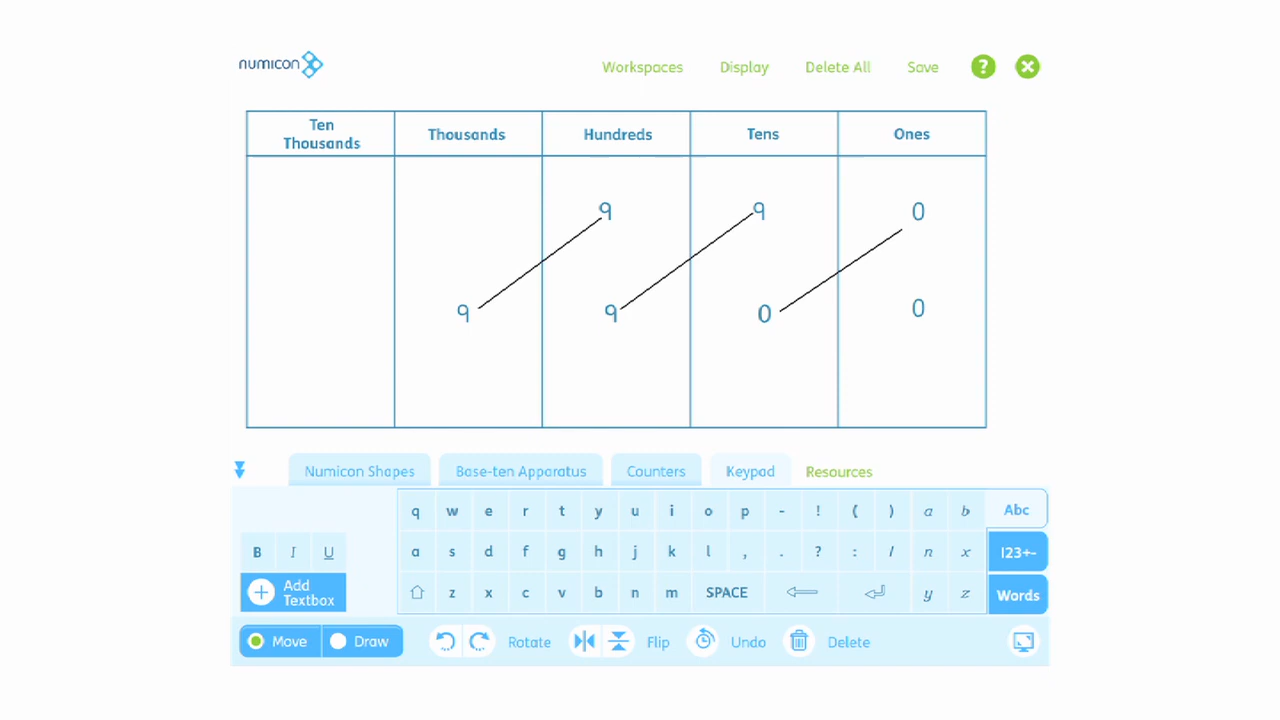 numicon
Workspaces Display Delete All Save ? X
Ten Thousands Thousands Hundreds Tens Ones
9 9 0
9 9 0 0
Numicon Shapes Base-ten Apparatus Counters Keypad Resources
q w e r t y u i o p - ! ( ) a b Abc
B I U a s d f g h j k l , . ? : / n x 123+-
Add Textbox z x c v b n m SPACE y z Words
Move Draw Rotate Flip Undo Delete